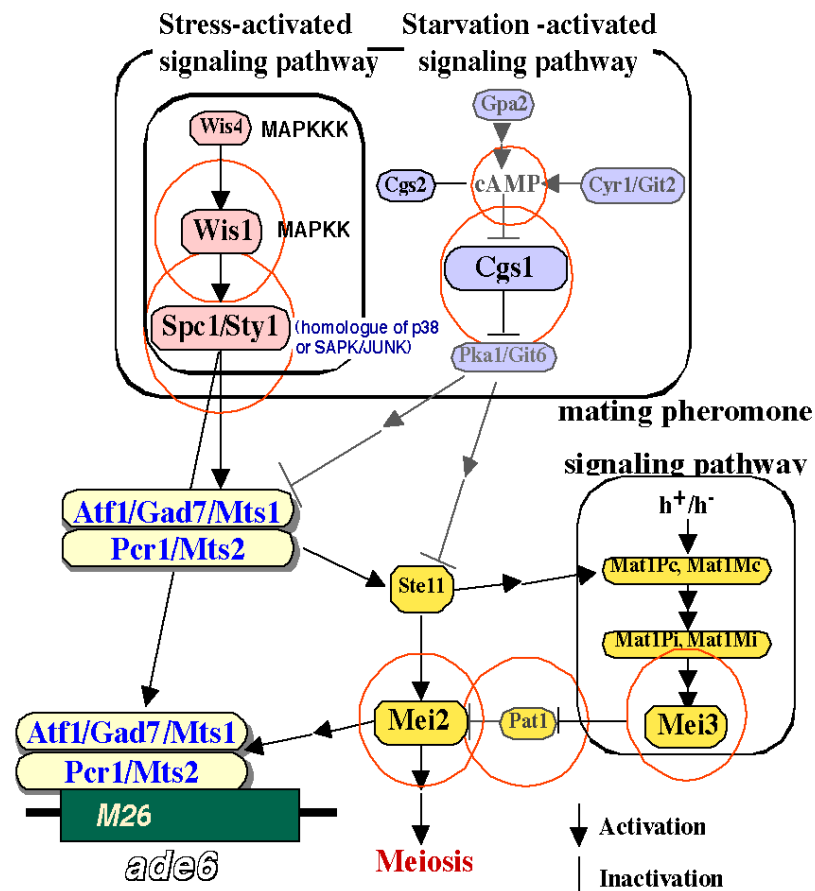 Stress-activated
signaling pathway
Starvation -activated
signaling pathway
Gpa2
Wis4
MAPKKK
Cgs2
cAMP
Cyr1/Git2
Wis1
MAPKK
Cgs1
Spc1/Sty1
(homologue of p38
or SAPK/JUNK)
Pka1/Git6
mating pheromone
signaling pathway
h+/h-
Atf1/Gad7/Mts1
Pcr1/Mts2
Ste11
Mat1Pc, Mat1Mc
Mat1Pi, Mat1Mi
Mei2
Pat1
Mei3
Atf1/Gad7/Mts1
Pcr1/Mts2
M26
ade6
Meiosis
Activation
Inactivation